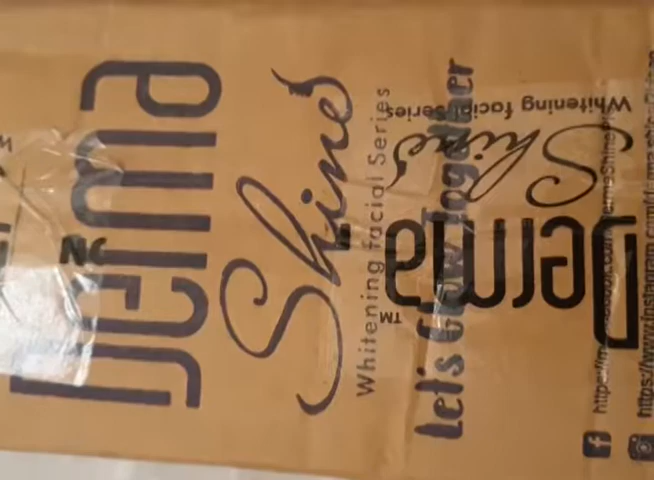 Derma
Shine
Whitening facial Series
Let's Glow Together
Derma
TM
Shine
Whitening facial Series